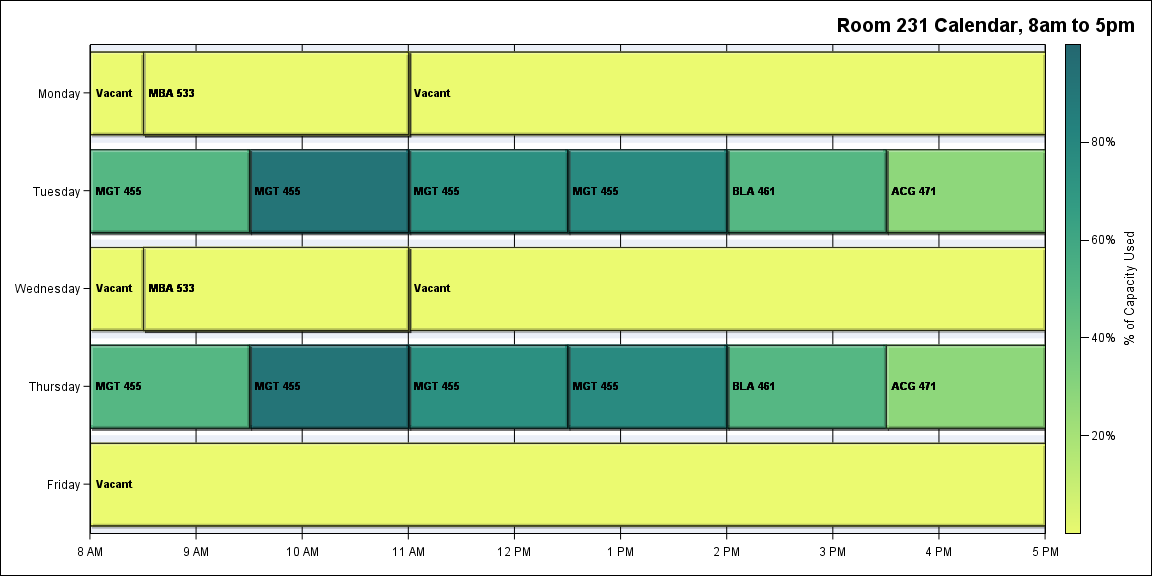 Room 231 Calendar, 8am to 5pm
Monday
Vacant
MBA 533
Vacant
Tuesday
MGT 455
MGT 455
MGT 455
MGT 455
BLA 461
ACG 471
Wednesday
Vacant
MBA 533
Vacant
Thursday
MGT 455
MGT 455
MGT 455
MGT 455
BLA 461
ACG 471
Friday
Vacant
8 AM
9 AM
10 AM
11 AM
12 PM
1 PM
2 PM
3 PM
4 PM
5 PM
80%
60%
40%
20%
% of Capacity Used